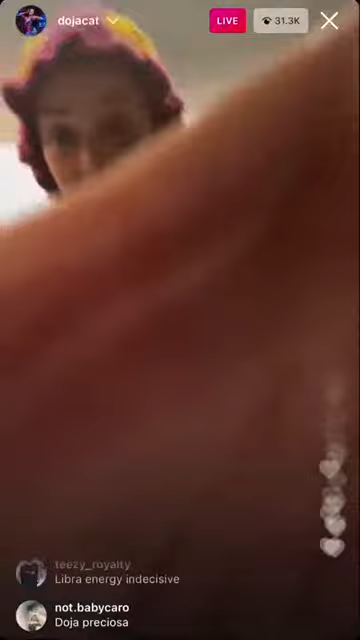 dojacat
LIVE
31.3K
teezy_royalty
Libra energy indecisive
not.babycaro
Doja preciosa